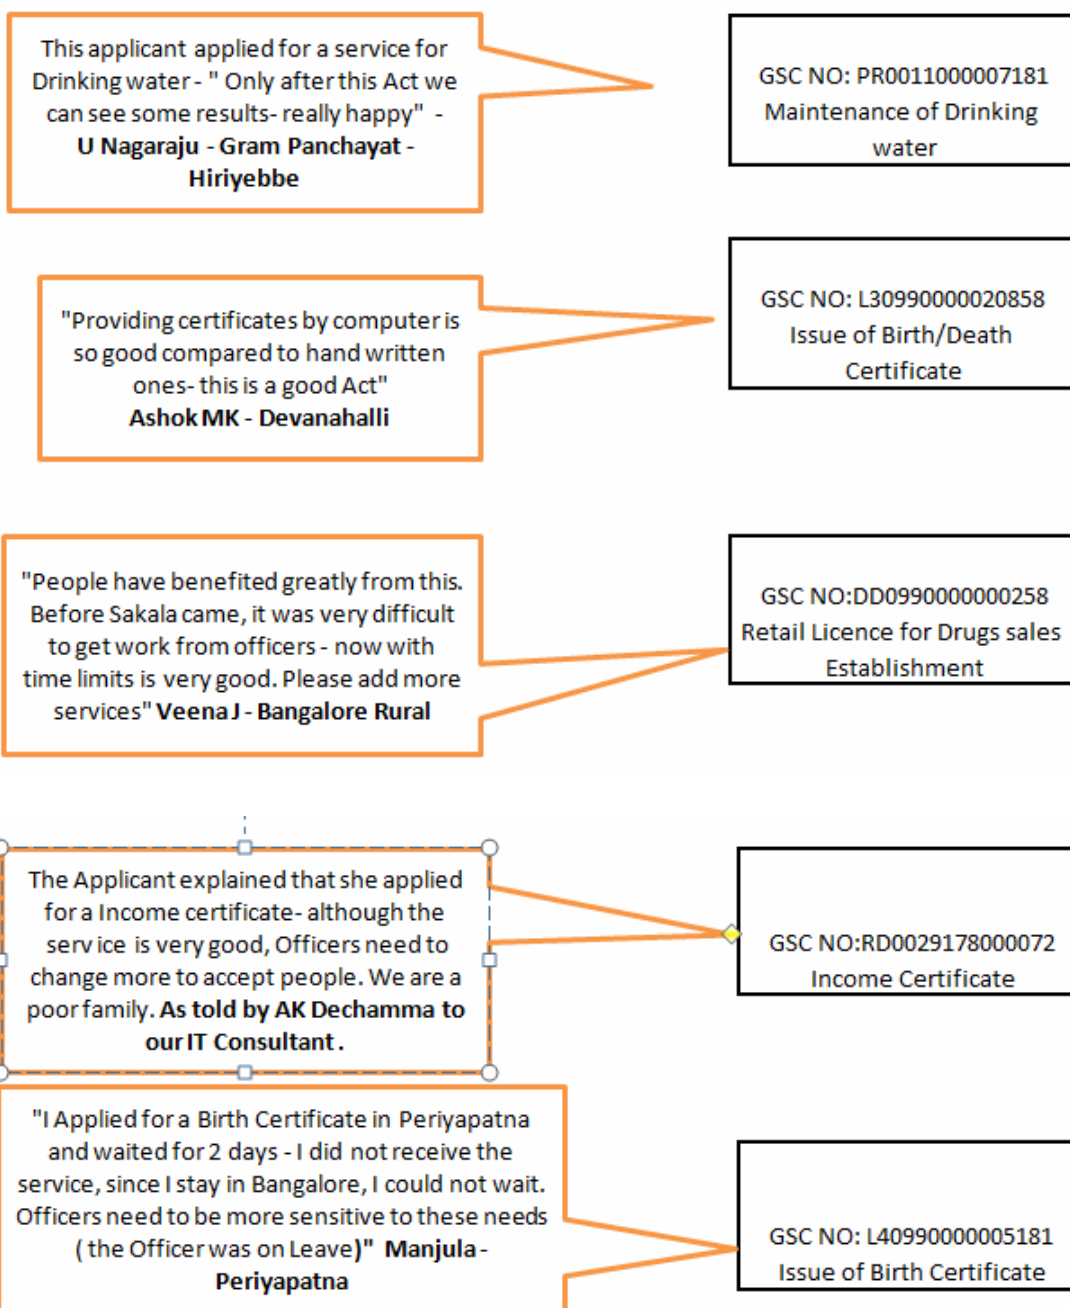 This applicant applied for a service for
Drinking water - " Only after this Act we
can see some results- really happy" -
U Nagaraju - Gram Panchayat -
Hiriyebbe
GSC NO: PR0011000007181
Maintenance of Drinking
water
"Providing certificates by computer is
so good compared to hand written
ones- this is a good Act"
Ashok MK - Devanahalli
GSC NO: L30990000020858
Issue of Birth/Death
Certificate
"People have benefited greatly from this.
Before Sakala came, it was very difficult
to get work from officers - now with
time limits is very good. Please add more
services" Veena J - Bangalore Rural
GSC NO:DD0990000000258
Retail Licence for Drugs sales
Establishment
The Applicant explained that she applied
for a Income certificate- although the
service is very good, Officers need to
change more to accept people. We are a
poor family. As told by AK Dechamma to
our IT Consultant .
GSC NO:RD0029178000072
Income Certificate
"I Applied for a Birth Certificate in Periyapatna
and waited for 2 days - I did not receive the
service, since I stay in Bangalore, I could not wait.
Officers need to be more sensitive to these needs
( the Officer was on Leave)" Manjula -
Periyapatna
GSC NO: L40990000005181
Issue of Birth Certificate